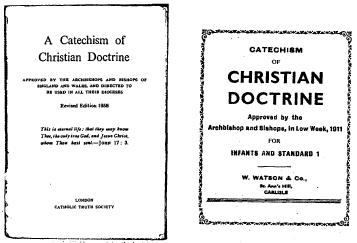 A Catechism of
Christian Doctrine
APPROVED BY THE ARCHBISHOPS AND BISHOPS OF
ENGLAND AND WALES, AND DIRECTED TO
BE USED IN ALL THEIR DIOCESES
Revised Edition 1958
This is eternal life: that they may know
Thee, the only true God, and Jesus Christ,
whom Thou hast sent.—JOHN 17 : 3.
LONDON
CATHOLIC TRUTH SOCIETY
CATECHISM
OF
CHRISTIAN
DOCTRINE
Approved by the
Archbishop and Bishops, in Low Week, 1911
FOR
INFANTS AND STANDARD 1
W. WATSON & Co.,
St. Ann's Hill,
CARLISLE